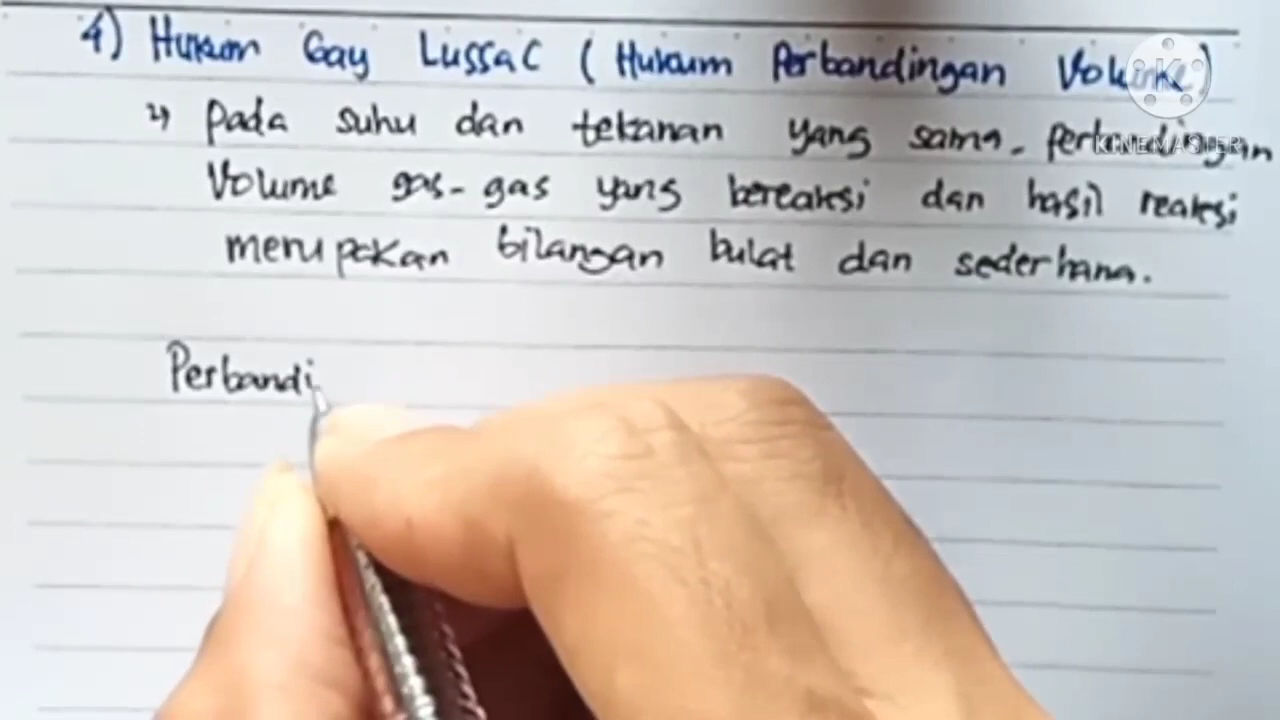 4) Hukum Gay Lussac (Hukum Perbandingan Volume)
KINEMASTER
↳ Pada suhu dan tekanan yang sama, perbandingan
Volume gas-gas yang bereaksi dan hasil reaksi
merupakan bilangan bulat dan sederhana.
Perbandi